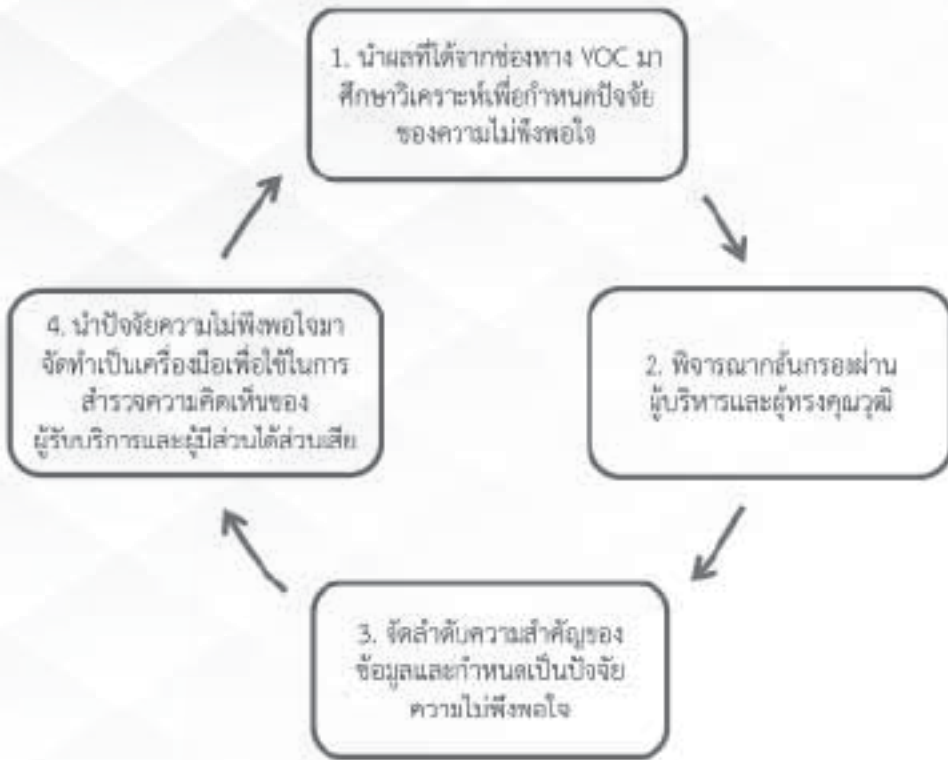 1. นำผลที่ได้จากช่องทาง VOC มา
ศึกษาวิเคราะห์เพื่อกำหนดปัจจัย
ของความไม่พึงพอใจ
2. พิจารณากลั่นกรองผ่าน
ผู้บริหารและผู้ทรงคุณวุฒิ
3. จัดลำดับความสำคัญของ
ข้อมูลและกำหนดเป็นปัจจัย
ความไม่พึงพอใจ
4. นำปัจจัยความไม่พึงพอใจมา
จัดทำเป็นเครื่องมือเพื่อใช้ในการ
สำรวจความคิดเห็นของ
ผู้รับบริการและผู้มีส่วนได้ส่วนเสีย